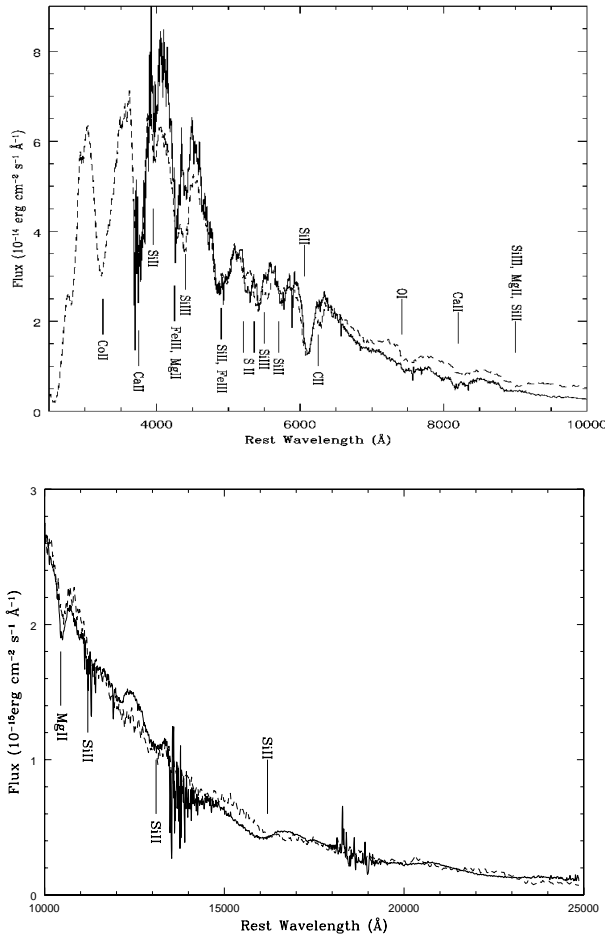 Flux (10⁻¹⁴ erg cm⁻² s⁻¹ Å⁻¹)
8
6
4
2
0
CoII
CaII
SiII
FeIII, MgII
SiIII
SiII, FeIII
S II
SiIII
SiII
SiII
CII
OI
CaII
SiIII, MgII, SiII
4000
6000
8000
10000
Rest Wavelength (Å)
Flux (10⁻¹⁵erg cm⁻² s⁻¹ Å⁻¹)
3
2
1
0
MgII
SiII
SiII
SiII
10000
15000
20000
25000
Rest Wavelength (Å)